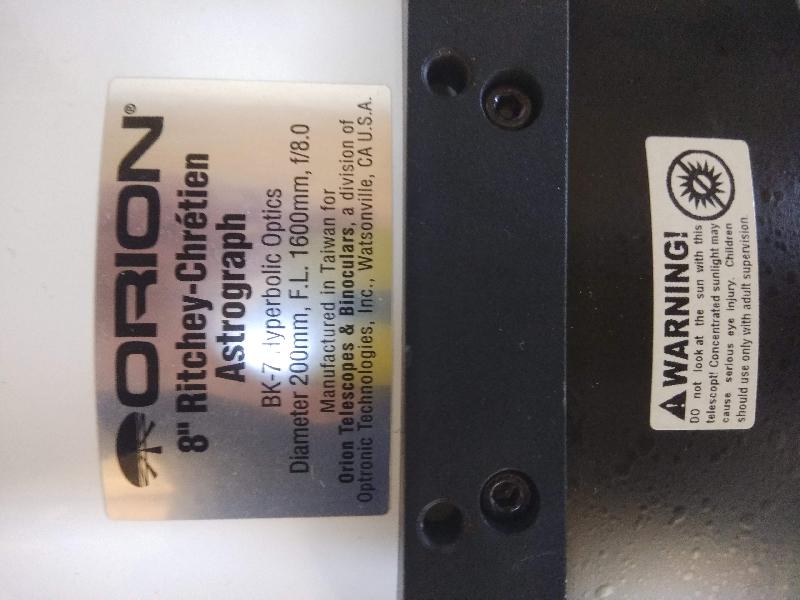 ORION®
8" Ritchey-Chrétien
Astrograph
BK-7 Hyperbolic Optics
Diameter 200mm, F.L. 1600mm, f/8.0
Manufactured in Taiwan for
Orion Telescopes & Binoculars, a division of
Optronic Technologies, Inc., Watsonville, CA U.S.A.
WARNING!
DO not look at the sun with this
telescopt! Concentrated sunlight may
cause serious eye injury. Children
should use only with adult supervision.